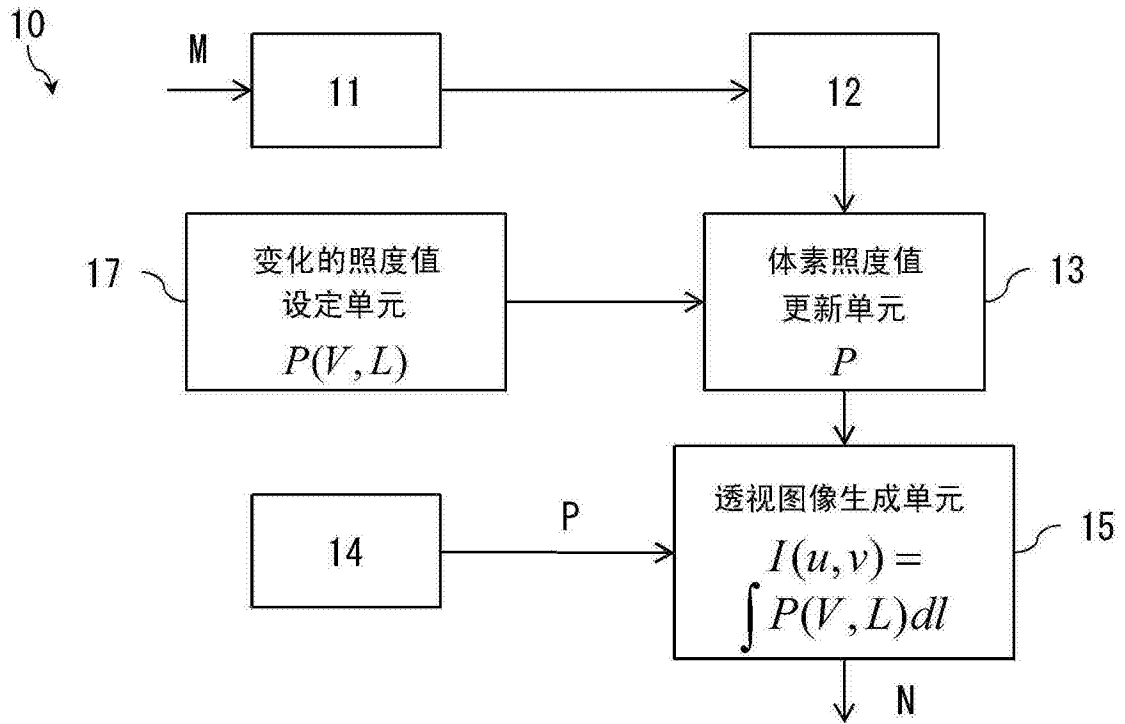 10
M
11
12
17
变化的照度值
设定单元
P(V,L)
体素照度值
更新单元
P
13
14
P
透视图像生成单元
I(u,v) =
∫P(V,L)dl
15
N